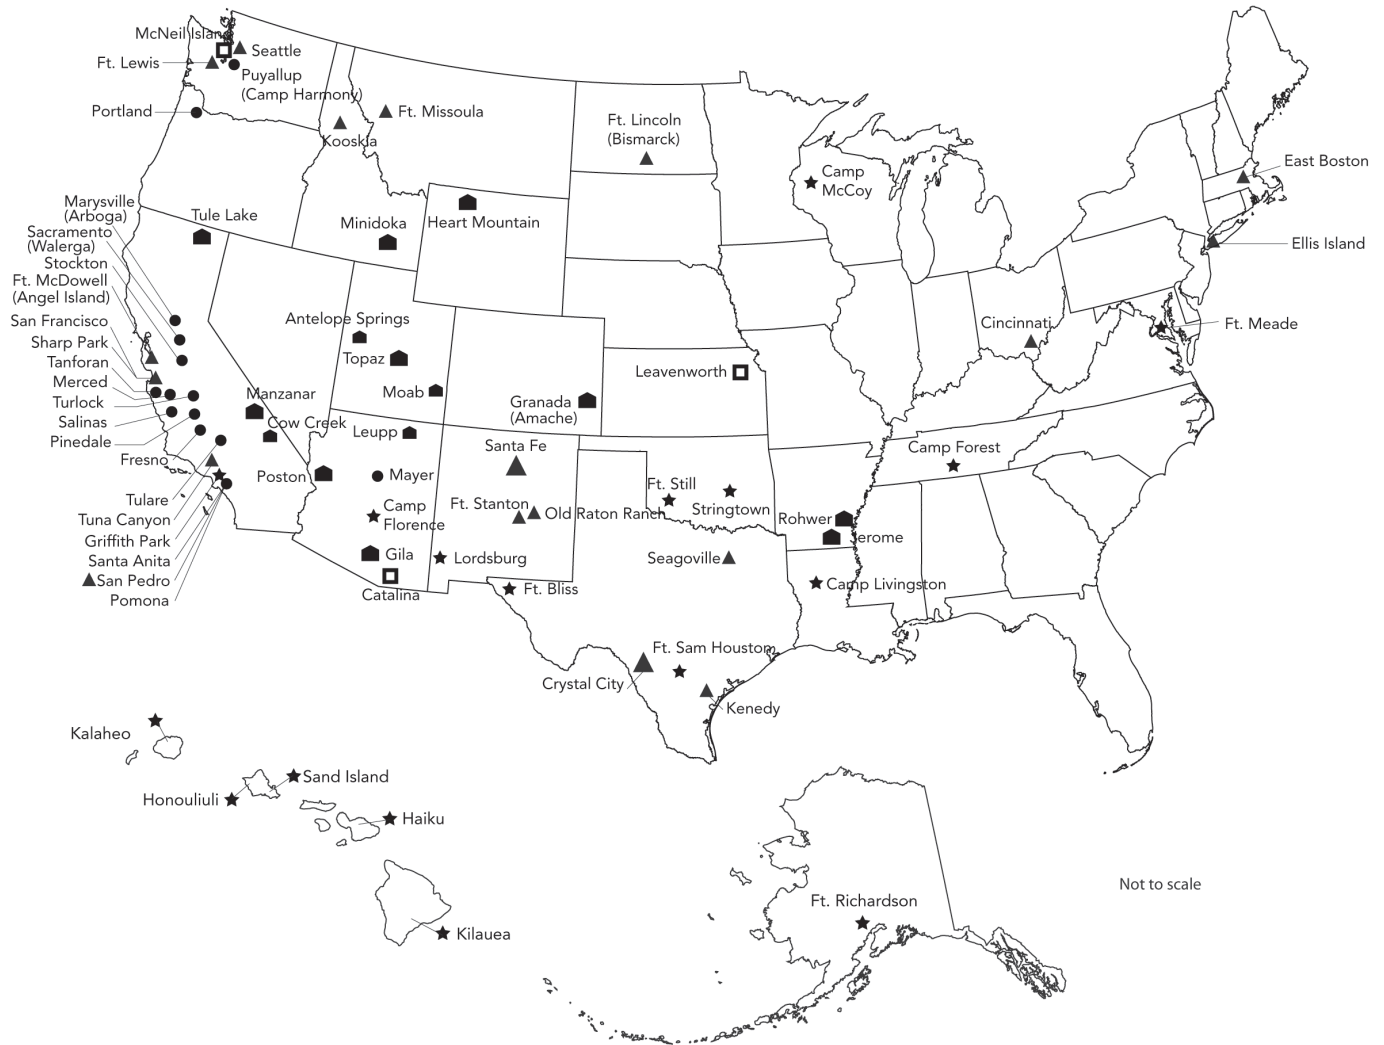 McNeil Island
Seattle
Ft. Lewis
Puyallup
(Camp Harmony)
Portland
Ft. Missoula
Kooskia
Ft. Lincoln
(Bismarck)
Camp
McCoy
East Boston
Ellis Island
Ft. Meade
Cincinnati
Heart Mountain
Minidoka
Tule Lake
Marysville
(Arboga)
Sacramento
(Walerga)
Stockton
Ft. McDowell
(Angel Island)
San Francisco
Sharp Park
Tanforan
Merced
Turlock
Salinas
Pinedale
Fresno
Tulare
Tuna Canyon
Griffith Park
Santa Anita
San Pedro
Pomona
Antelope Springs
Topaz
Moab
Manzanar
Cow Creek
Leupp
Poston
Mayer
Camp
Florence
Gila
Catalina
Leavenworth
Granada
(Amache)
Santa Fe
Ft. Stanton
Old Raton Ranch
Lordsburg
Ft. Bliss
Ft. Still
Stringtown
Camp Forest
Rohwer
Jerome
Seagoville
Camp Livingston
Ft. Sam Houston
Crystal City
Kenedy
Kalaheo
Sand Island
Honouliuli
Haiku
Kilauea
Ft. Richardson
Not to scale